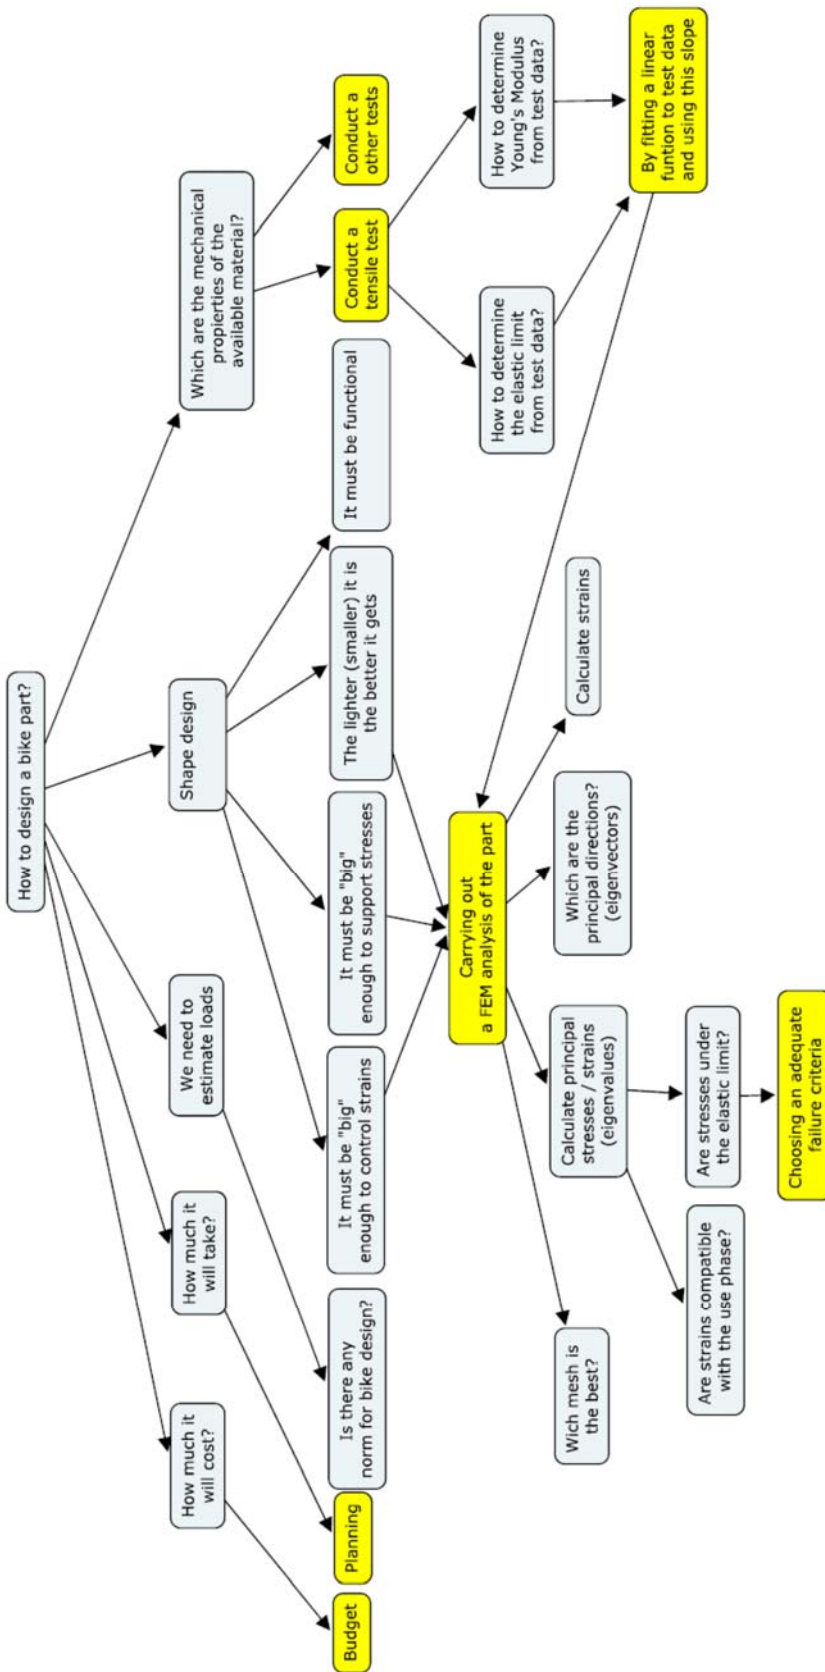 How to design a bike part?
How much it
will cost?
How much it
will take?
We need to
estimate loads
Shape design
Which are the mechanical
propierties of the
available material?
Budget
Planning
Is there any
norm for bike design?
It must be "big"
enough to control strains
It must be "big"
enough to support stresses
The lighter (smaller) it is
the better it gets
It must be functional
Conduct a
tensile test
Conduct a
other tests
Carrying out
a FEM analysis of the part
How to determine
the elastic limit
from test data?
How to determine
Young's Modulus
from test data?
Wich mesh is
the best?
Calculate principal
stresses / strains
(eigenvalues)
Which are the
principal directions?
(eigenvectors)
Calculate strains
By fitting a linear
funtion to test data
and using this slope
Are strains compatible
with the use phase?
Are stresses under
the elastic limit?
Choosing an adequate
failure criteria